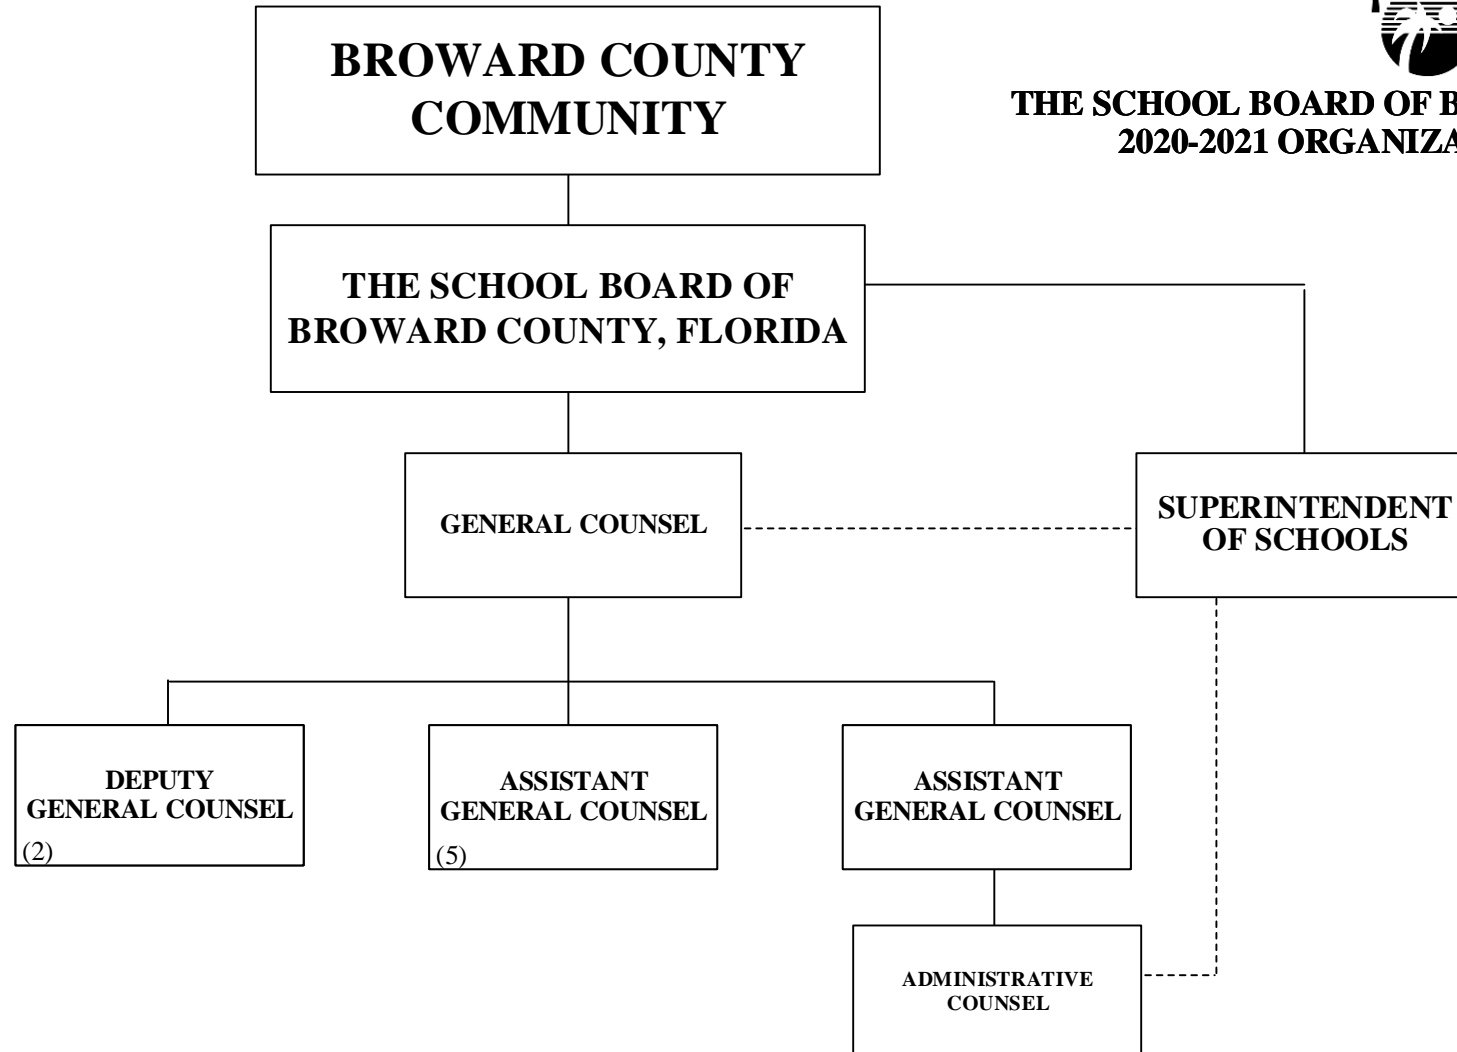 BROWARD COUNTY
COMMUNITY
THE SCHOOL BOARD OF B
2020-2021 ORGANIZA
THE SCHOOL BOARD OF
BROWARD COUNTY, FLORIDA
GENERAL COUNSEL
SUPERINTENDENT
OF SCHOOLS
DEPUTY
GENERAL COUNSEL
(2)
ASSISTANT
GENERAL COUNSEL
(5)
ASSISTANT
GENERAL COUNSEL
ADMINISTRATIVE
COUNSEL